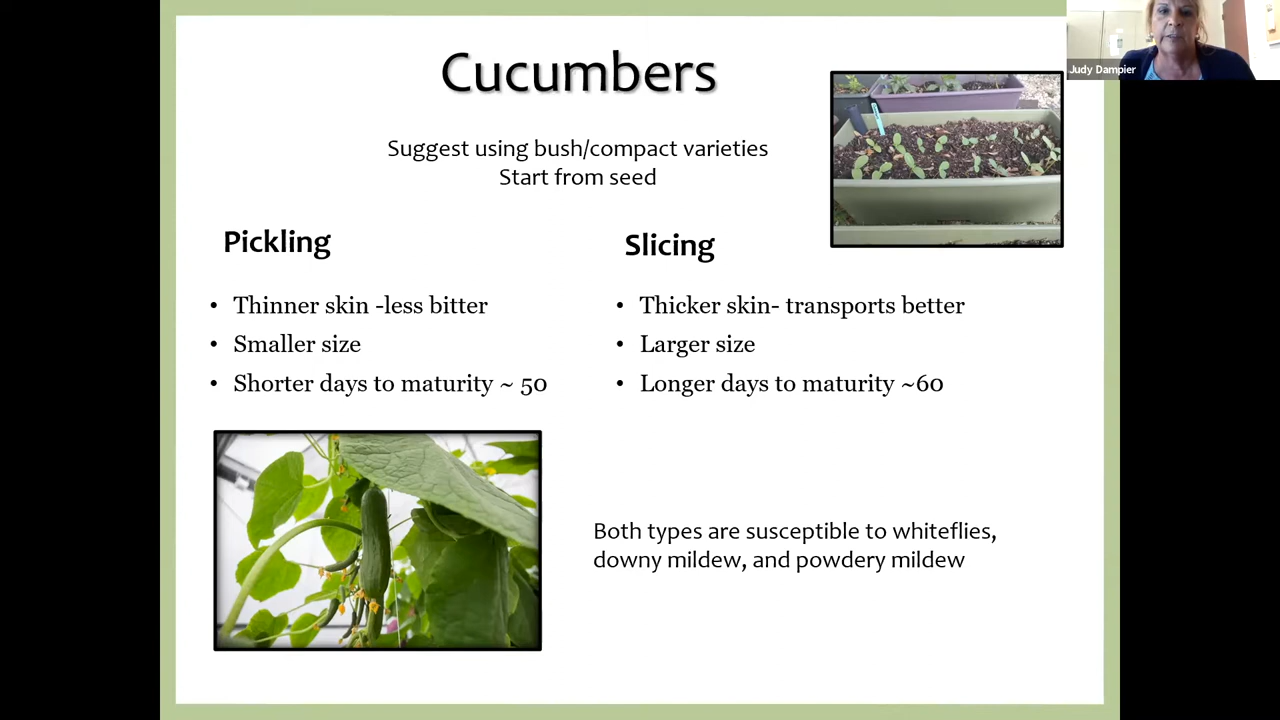 Cucumbers
Judy Dampier
Suggest using bush/compact varieties
Start from seed
Pickling
• Thinner skin -less bitter
• Smaller size
• Shorter days to maturity ~ 50
Slicing
• Thicker skin- transports better
• Larger size
• Longer days to maturity ~60
Both types are susceptible to whiteflies,
downy mildew, and powdery mildew